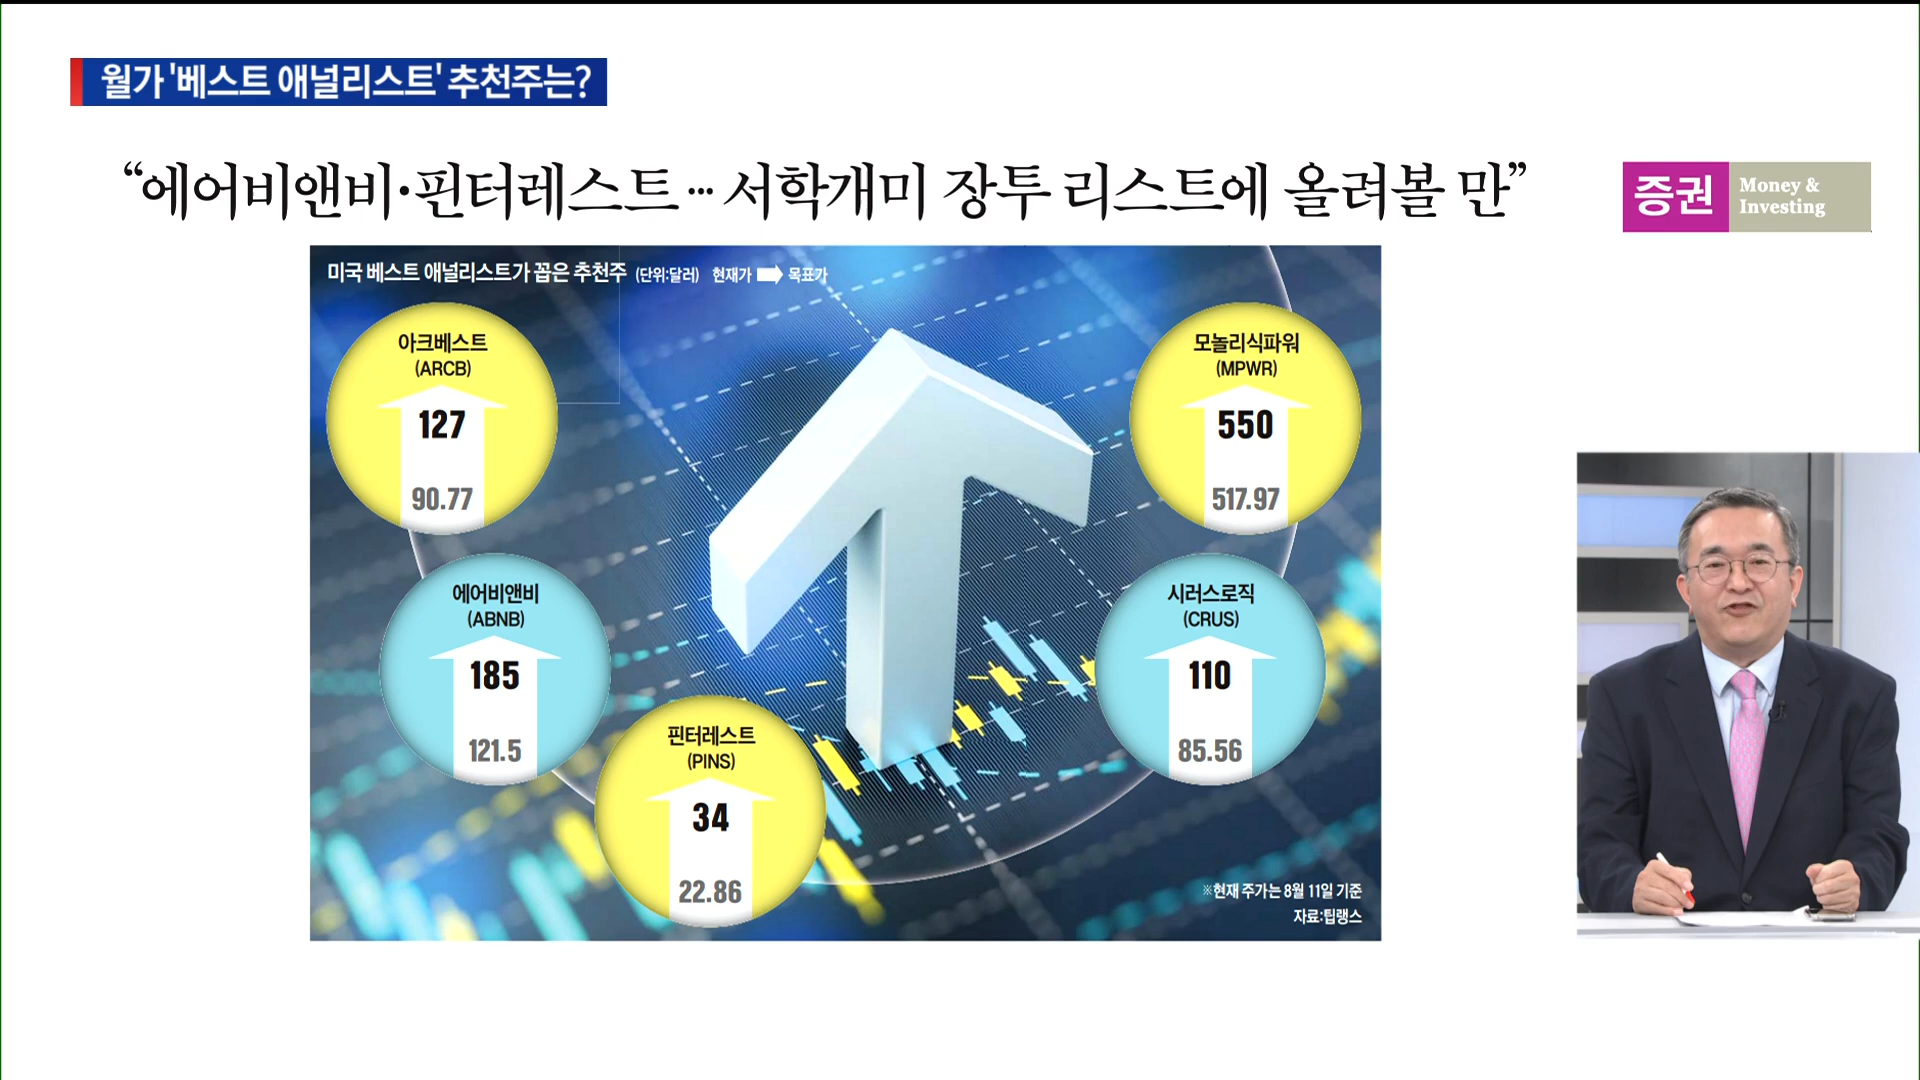 월가 '베스트 애널리스트' 추천주는?
“에어비앤비·핀터레스트… 서학개미 장투 리스트에 올려볼 만”
증권
Money &
Investing
미국 베스트 애널리스트가 꼽은 추천주 (단위:달러) 현재가 목표가
아크베스트
(ARCB)
127
90.77
모놀리식파워
(MPWR)
550
517.97
에어비앤비
(ABNB)
185
121.5
시러스로직
(CRUS)
110
85.56
핀터레스트
(PINS)
34
22.86
※현재 주가는 8월 11일 기준
자료:팁랭스